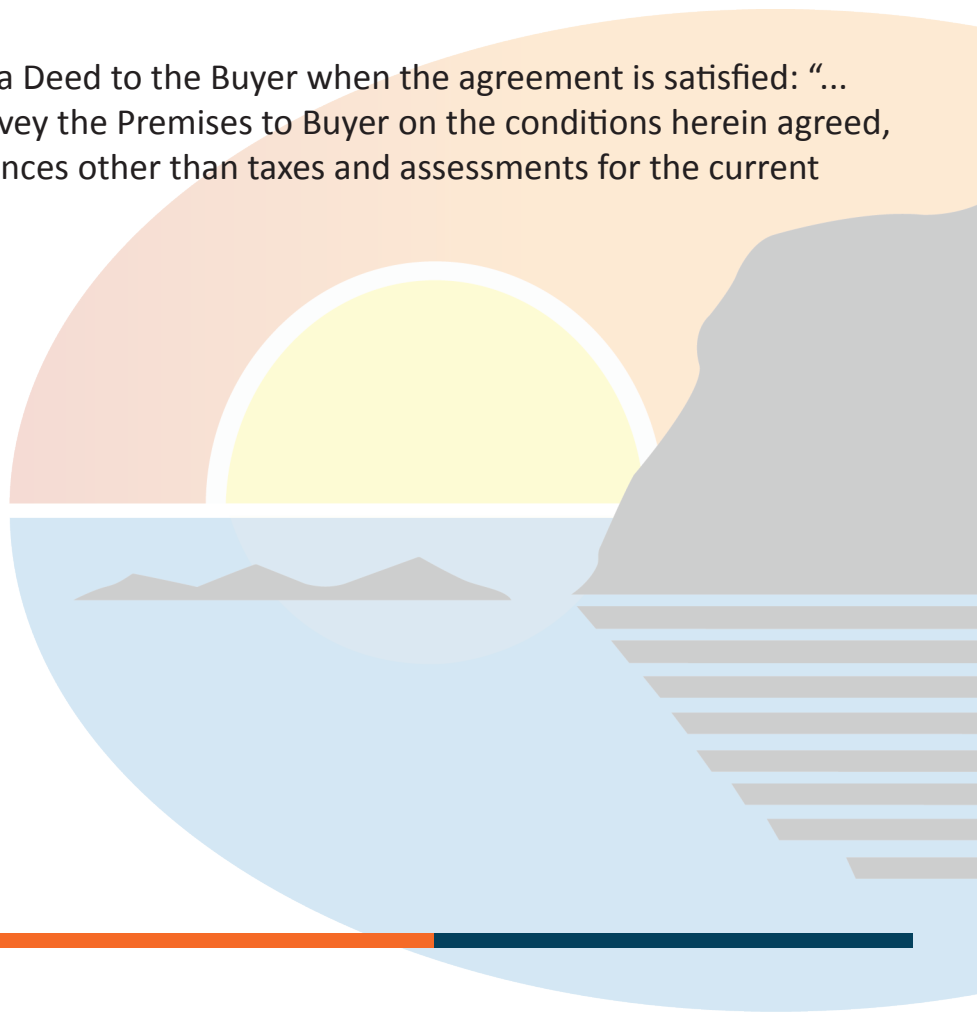 a Deed to the Buyer when the agreement is satisfied: “...
vey the Premises to Buyer on the conditions herein agreed,
nces other than taxes and assessments for the current